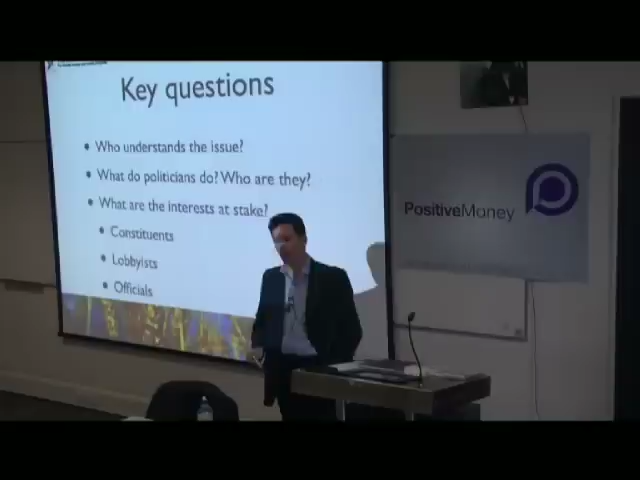 Key questions
• Who understands the issue?
• What do politicians do? Who are they?
• What are the interests at stake?
• Constituents
• Lobbyists
• Officials
PositiveMoney